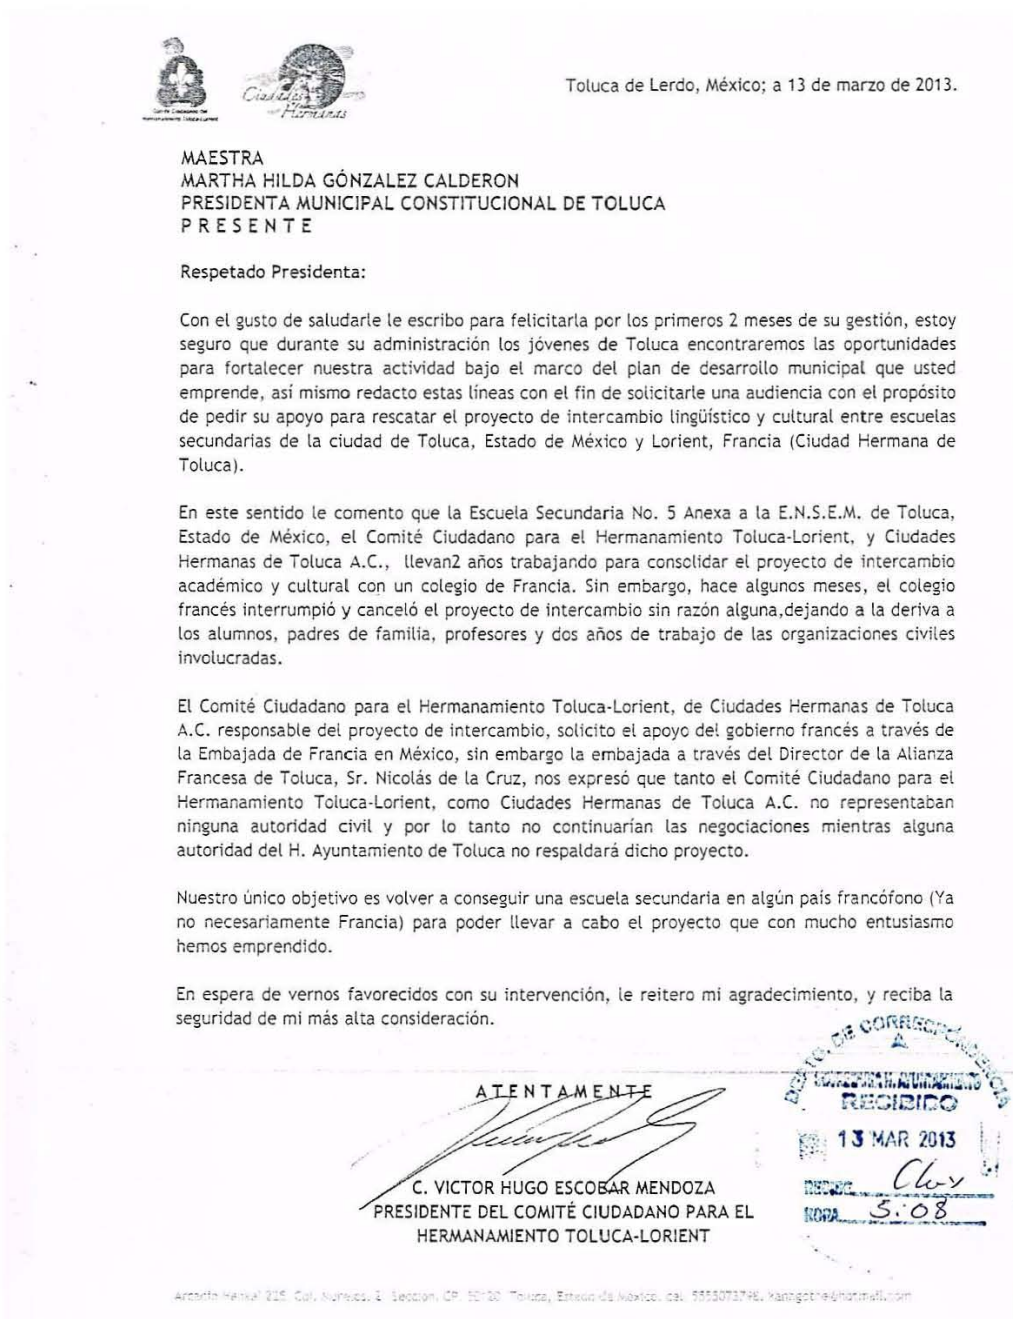 Ciudades
Hermanas
Toluca de Lerdo, México; a 13 de marzo de 2013.
MAESTRA
MARTHA HILDA GÓNZALEZ CALDERON
PRESIDENTA MUNICIPAL CONSTITUCIONAL DE TOLUCA
P R E S E N T E
Respetado Presidenta:
Con el gusto de saludarle le escribo para felicitarla por los primeros 2 meses de su gestión, estoy
seguro que durante su administración los jóvenes de Toluca encontraremos las oportunidades
para fortalecer nuestra actividad bajo el marco del plan de desarrollo municipal que usted
emprende, así mismo redacto estas líneas con el fin de solicitarle una audiencia con el propósito
de pedir su apoyo para rescatar el proyecto de intercambio lingüístico y cultural entre escuelas
secundarias de la ciudad de Toluca, Estado de México y Lorient, Francia (Ciudad Hermana de
Toluca).
En este sentido le comento que la Escuela Secundaria No. 5 Anexa a la E.N.S.E.M. de Toluca,
Estado de México, el Comité Ciudadano para el Hermanamiento Toluca-Lorient, y Ciudades
Hermanas de Toluca A.C., llevan2 años trabajando para consolidar el proyecto de intercambio
académico y cultural con un colegio de Francia. Sin embargo, hace algunos meses, el colegio
francés interrumpió y canceló el proyecto de intercambio sin razón alguna,dejando a la deriva a
los alumnos, padres de familia, profesores y dos años de trabajo de las organizaciones civiles
involucradas.
El Comité Ciudadano para el Hermanamiento Toluca-Lorient, de Ciudades Hermanas de Toluca
A.C. responsable del proyecto de intercambio, solicito el apoyo del gobierno francés a través de
la Embajada de Francia en México, sin embargo la embajada a través del Director de la Alianza
Francesa de Toluca, Sr. Nicolás de la Cruz, nos expresó que tanto el Comité Ciudadano para el
Hermanamiento Toluca-Lorient, como Ciudades Hermanas de Toluca A.C. no representaban
ninguna autoridad civil y por lo tanto no continuarían las negociaciones mientras alguna
autoridad del H. Ayuntamiento de Toluca no respaldará dicho proyecto.
Nuestro único objetivo es volver a conseguir una escuela secundaria en algún país francófono (Ya
no necesariamente Francia) para poder llevar a cabo el proyecto que con mucho entusiasmo
hemos emprendido.
En espera de vernos favorecidos con su intervención, le reitero mi agradecimiento, y reciba la
seguridad de mi más alta consideración.
DEPTO. DE CORRESPONDENCIA
RECIBIDO
13 MAR 2013
HORA 5:08
A T E N T A M E N T E
C. VICTOR HUGO ESCOBAR MENDOZA
PRESIDENTE DEL COMITÉ CIUDADANO PARA EL
HERMANAMIENTO TOLUCA-LORIENT